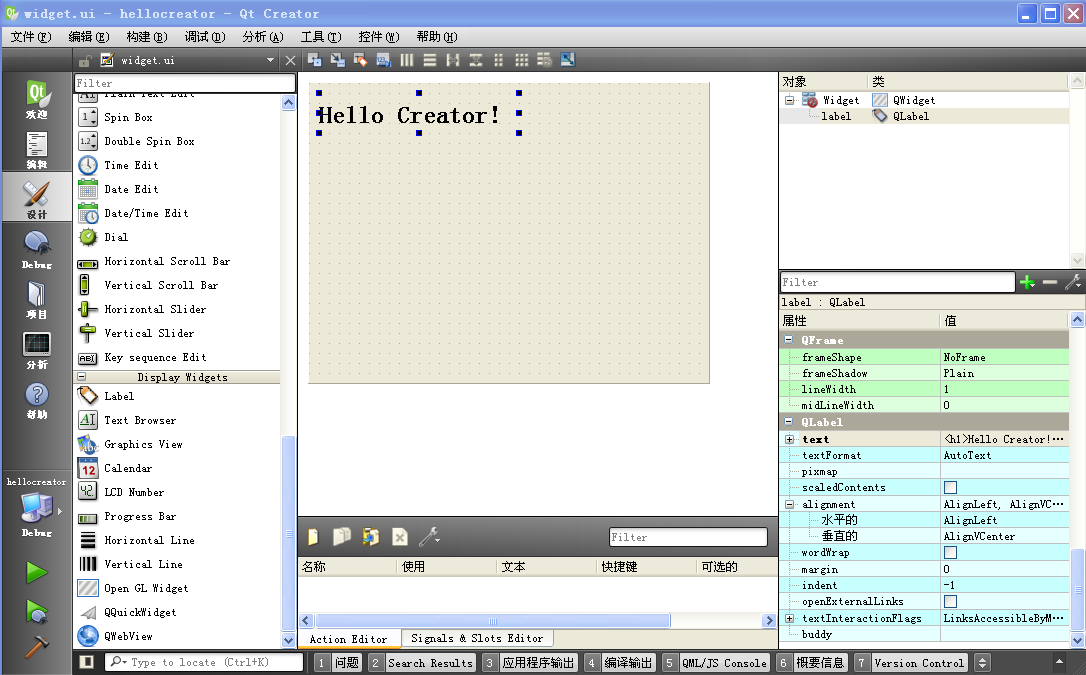 widget.ui - hellocreator - Qt Creator
文件(F) 编辑(E) 构建(B) 调试(D) 分析(A) 工具(T) 控件(W) 帮助(H)
widget.ui
Filter
Plain Text Edit
Spin Box
Double Spin Box
Time Edit
Date Edit
Date/Time Edit
Dial
Horizontal Scroll Bar
Vertical Scroll Bar
Horizontal Slider
Vertical Slider
Key sequence Edit
Display Widgets
Label
Text Browser
Graphics View
Calendar
LCD Number
Progress Bar
Horizontal Line
Vertical Line
Open GL Widget
QQuickWidget
QWebView
欢迎
编辑
设计
Debug
项目
分析
帮助
hellocreator
Debug
Hello Creator!
Filter
名称 使用 文本 快捷键 可选的
Action Editor Signals & Slots Editor
对象 类
Widget QWidget
label QLabel
Filter
label : QLabel
属性 值
QFrame
frameShape NoFrame
frameShadow Plain
lineWidth 1
midLineWidth 0
QLabel
text <h1>Hello Creator!...
textFormat AutoText
pixmap
scaledContents
alignment AlignLeft, AlignVC...
水平的 AlignLeft
垂直的 AlignVCenter
wordWrap
margin 0
indent -1
openExternalLinks
textInteractionFlags LinksAccessibleByM...
buddy
Type to locate (Ctrl+K) 1 问题 2 Search Results 3 应用程序输出 4 编译输出 5 QML/JS Console 6 概要信息 7 Version Control